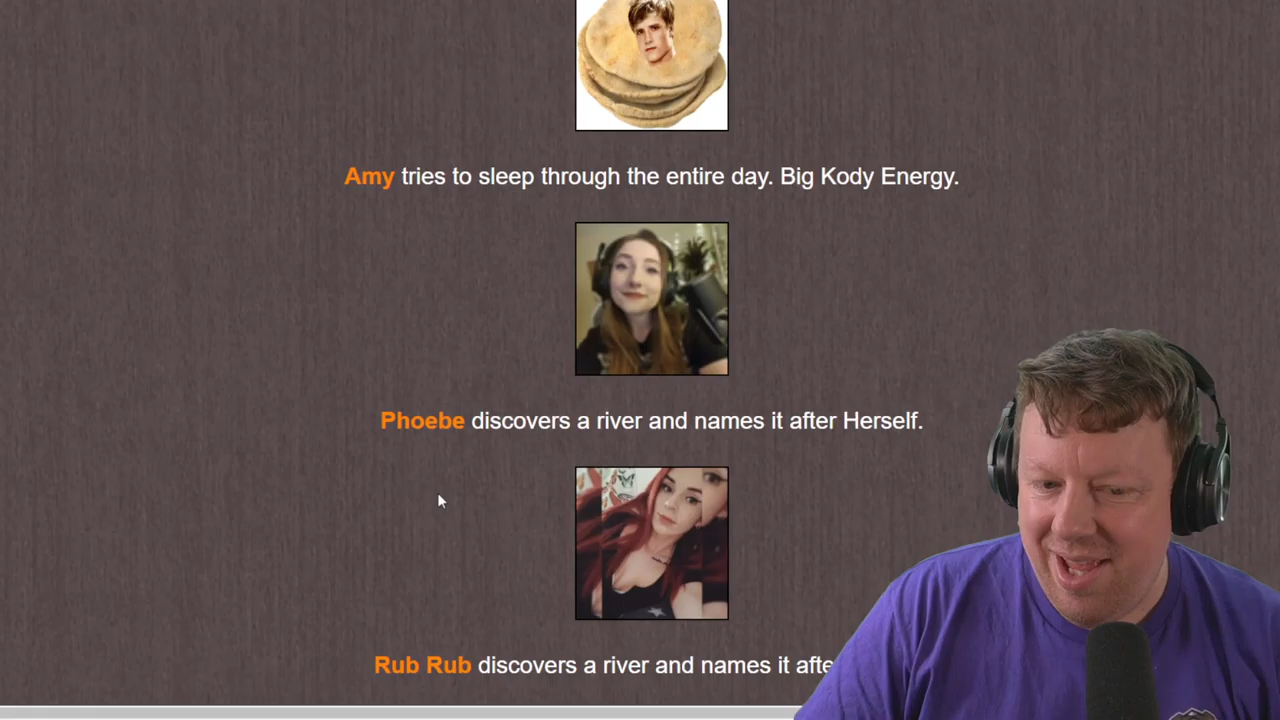 Amy tries to sleep through the entire day. Big Kody Energy.
Phoebe discovers a river and names it after Herself.
Rub Rub discovers a river and names it afte